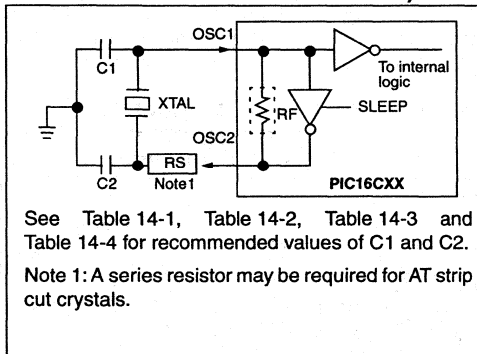 OSC1
C1
To internal
logic
XTAL
SLEEP
RF
OSC2
RS
C2
Note1
PIC16CXX
See Table 14-1, Table 14-2, Table 14-3 and
Table 14-4 for recommended values of C1 and C2.
Note 1: A series resistor may be required for AT strip
cut crystals.